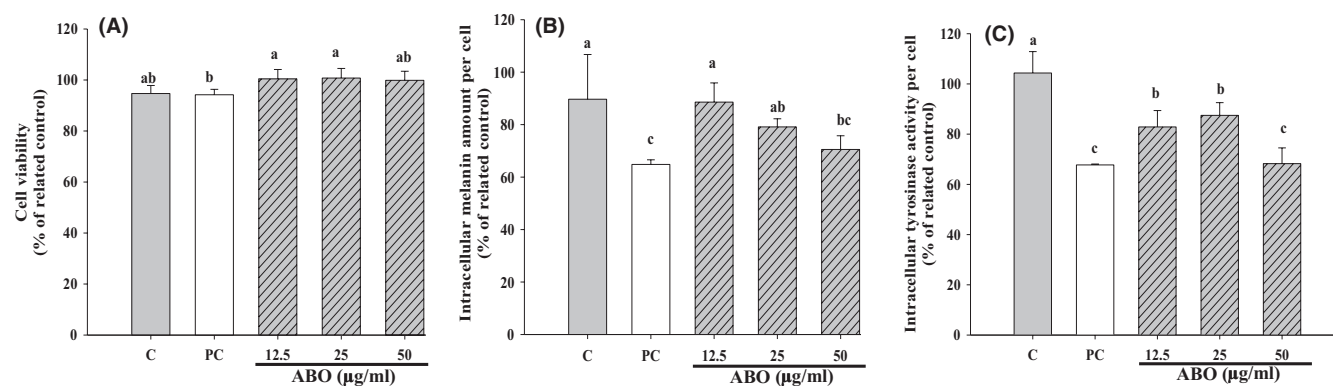 (A)
Cell viability
(% of related control)
120
100
80
60
40
20
0
ab
b
a
a
ab
C
PC
12.5
25
50
ABO (µg/ml)
(B)
Intracellular melanin amount per cell
(% of related control)
120
100
80
60
40
20
0
a
c
a
ab
bc
C
PC
12.5
25
50
ABO (µg/ml)
(C)
Intracellular tyrosinase activity per cell
(% of related control)
120
100
80
60
40
20
0
a
c
b
b
c
C
PC
12.5
25
50
ABO (µg/ml)